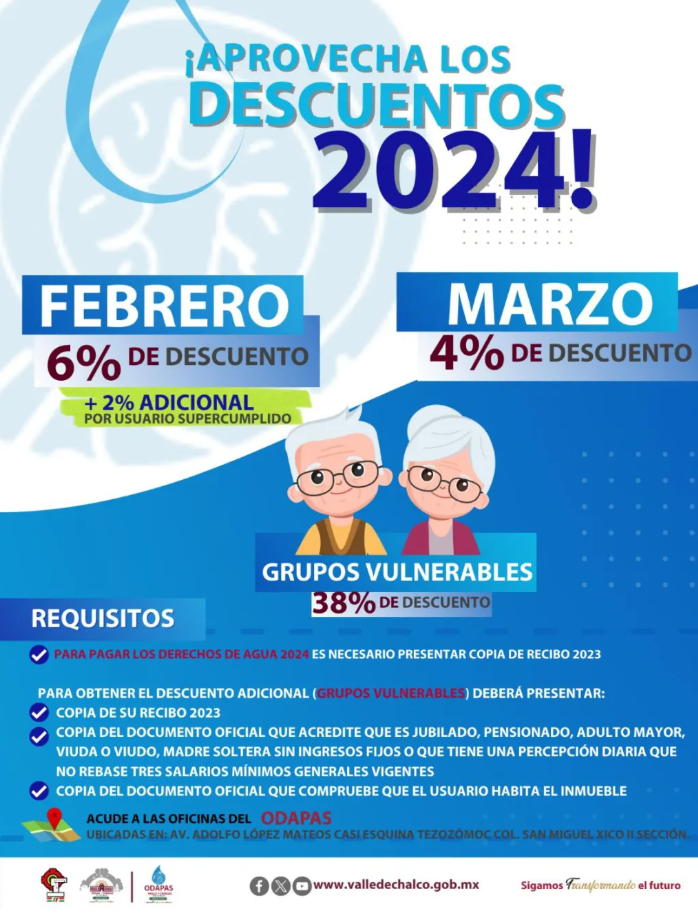 ¡APROVECHA LOS
DESCUENTOS
2024!
FEBRERO
6% DE DESCUENTO
+ 2% ADICIONAL
POR USUARIO SUPERCUMPLIDO
MARZO
4% DE DESCUENTO
GRUPOS VULNERABLES
38% DE DESCUENTO
REQUISITOS
PARA PAGAR LOS DERECHOS DE AGUA 2024 ES NECESARIO PRESENTAR COPIA DE RECIBO 2023
PARA OBTENER EL DESCUENTO ADICIONAL (GRUPOS VULNERABLES) DEBERÁ PRESENTAR:
COPIA DE SU RECIBO 2023
COPIA DEL DOCUMENTO OFICIAL QUE ACREDITE QUE ES JUBILADO, PENSIONADO, ADULTO MAYOR,
VIUDA O VIUDO, MADRE SOLTERA SIN INGRESOS FIJOS O QUE TIENE UNA PERCEPCIÓN DIARIA QUE
NO REBASE TRES SALARIOS MÍNIMOS GENERALES VIGENTES
COPIA DEL DOCUMENTO OFICIAL QUE COMPRUEBE QUE EL USUARIO HABITA EL INMUEBLE
ACUDE A LAS OFICINAS DEL ODAPAS
UBICADAS EN: AV. ADOLFO LÓPEZ MATEOS CASI ESQUINA TEZOZÓMOC COL. SAN MIGUEL XICO II SECCIÓN.
ODAPAS
www.valledechalco.gob.mx
Sigamos Transformando el futuro